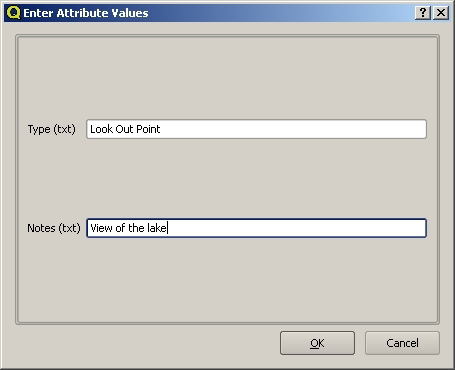 Enter Attribute Values
Type (txt) Look Out Point
Notes (txt) View of the lake
OK Cancel